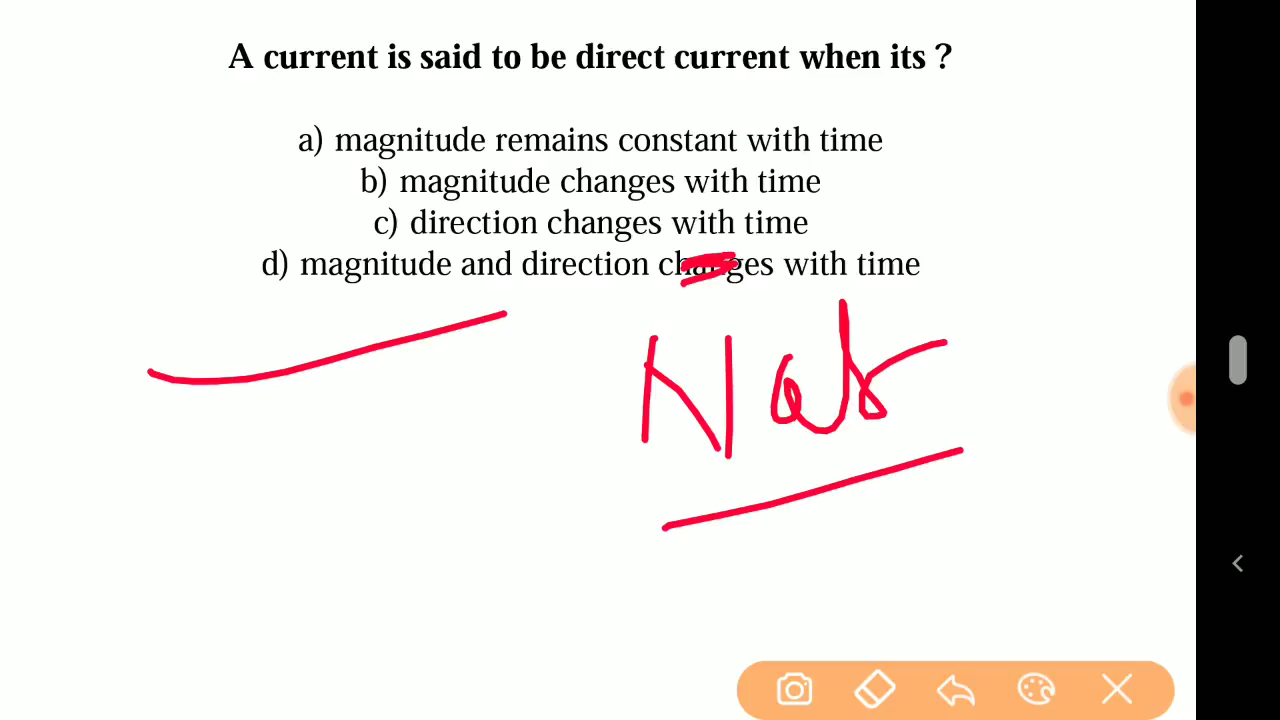 A current is said to be direct current when its ?
a) magnitude remains constant with time
b) magnitude changes with time
c) direction changes with time
d) magnitude and direction changes with time